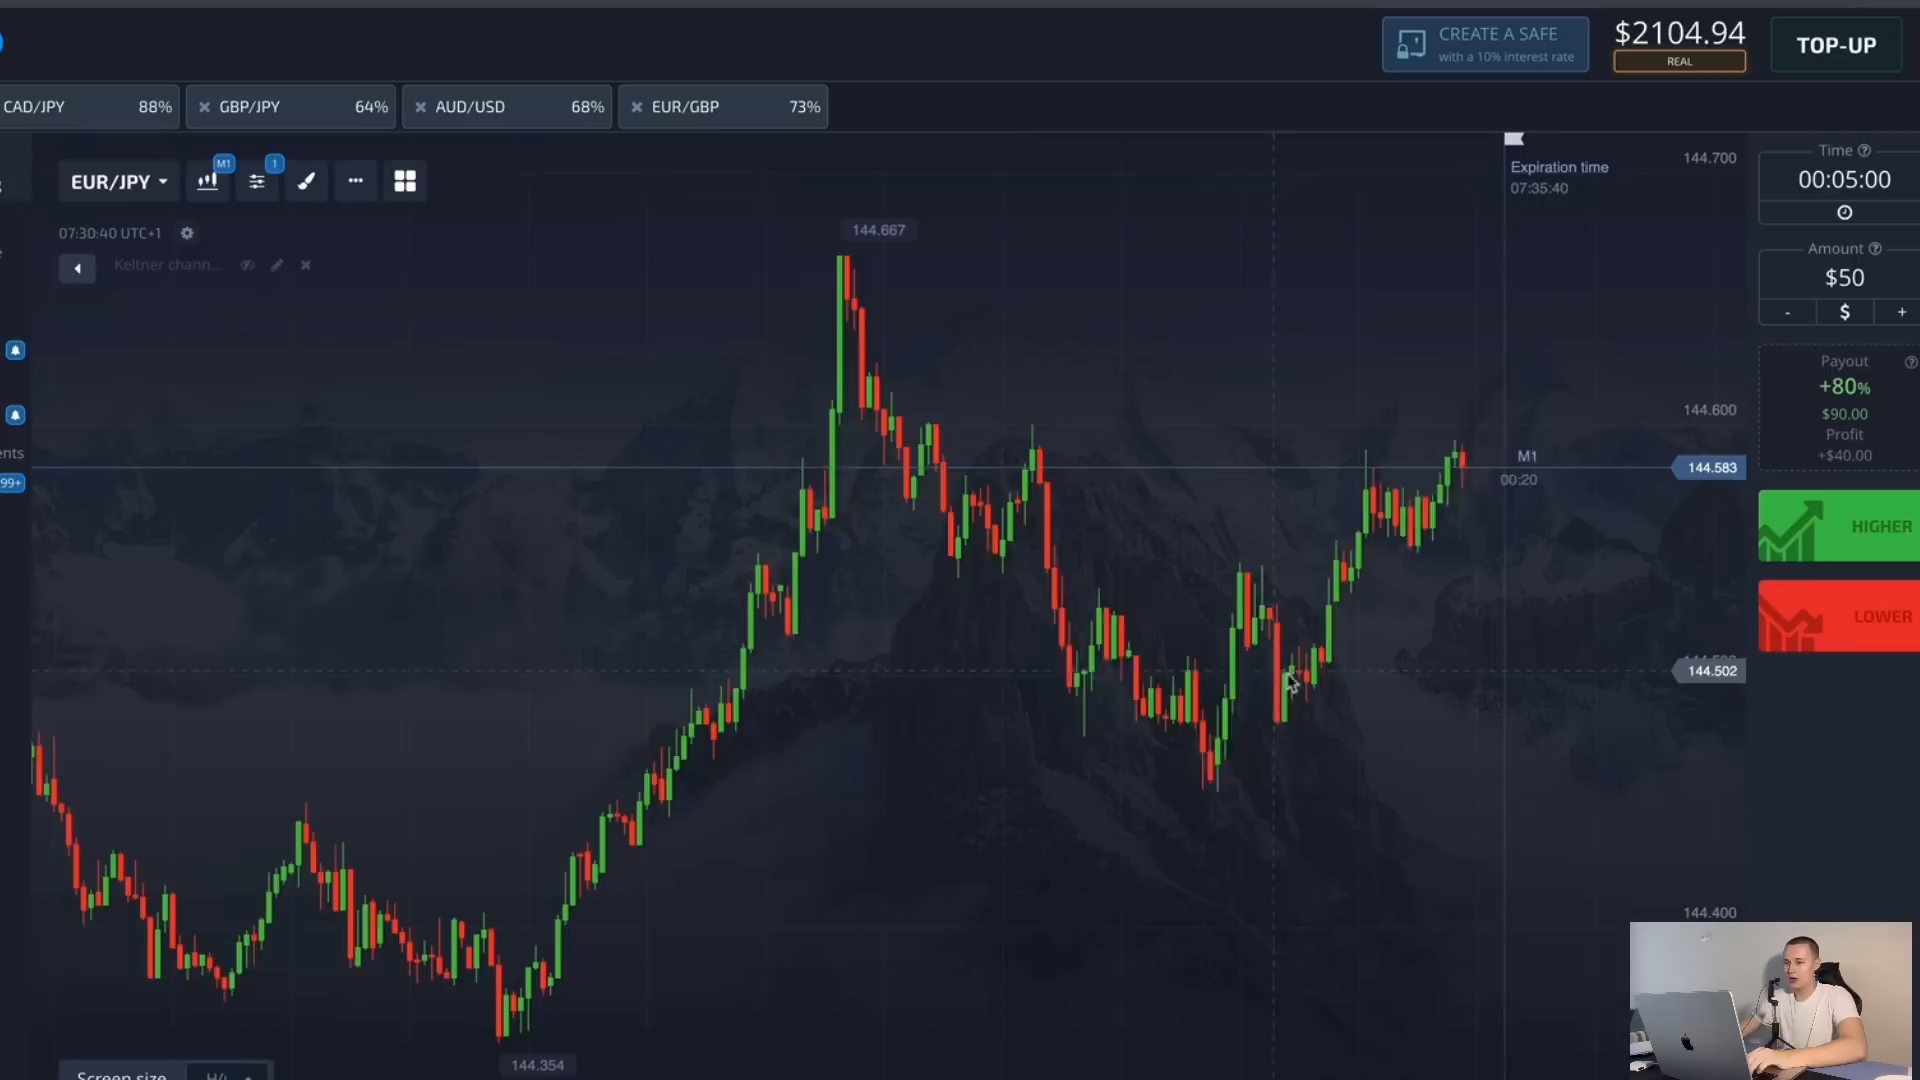 CREATE A SAFE
with a 10% interest rate
$2104.94
REAL
TOP-UP
CAD/JPY 88%
GBP/JPY 64%
AUD/USD 68%
EUR/GBP 73%
EUR/JPY
M1
1
07:30:40 UTC+1
Keltner chann...
99+
144.667
144.354
Expiration time
07:35:40
M1
00:20
144.700
144.600
144.583
144.502
144.400
Time
00:05:00
Amount
$50
- $ +
Payout
+80%
$90.00
Profit
+$40.00
HIGHER
LOWER
Screen size